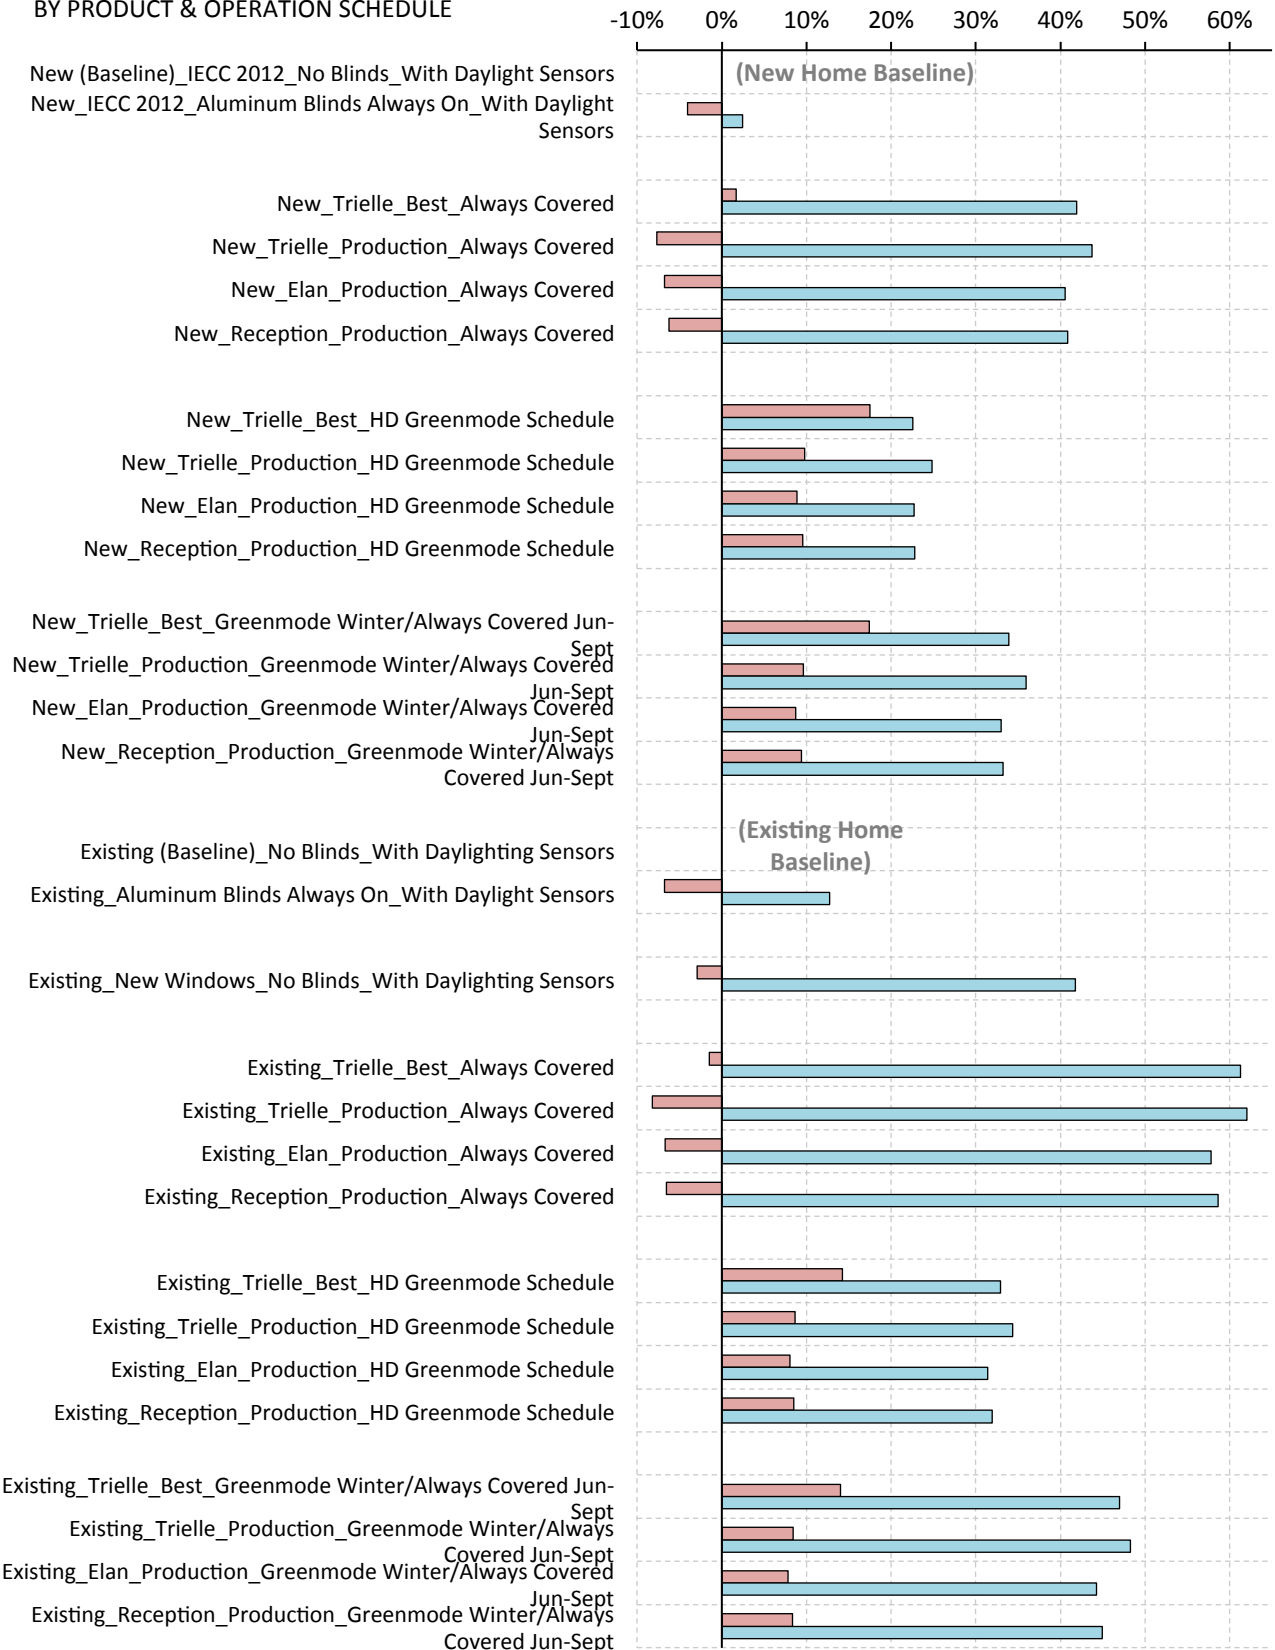 BY PRODUCT & OPERATION SCHEDULE
-10% 0% 10% 20% 30% 40% 50% 60%
New (Baseline)_IECC 2012_No Blinds_With Daylight Sensors
(New Home Baseline)
New_IECC 2012_Aluminum Blinds Always On_With Daylight
Sensors
New_Trielle_Best_Always Covered
New_Trielle_Production_Always Covered
New_Elan_Production_Always Covered
New_Reception_Production_Always Covered
New_Trielle_Best_HD Greenmode Schedule
New_Trielle_Production_HD Greenmode Schedule
New_Elan_Production_HD Greenmode Schedule
New_Reception_Production_HD Greenmode Schedule
New_Trielle_Best_Greenmode Winter/Always Covered Jun-
Sept
New_Trielle_Production_Greenmode Winter/Always Covered
Jun-Sept
New_Elan_Production_Greenmode Winter/Always Covered
Jun-Sept
New_Reception_Production_Greenmode Winter/Always
Covered Jun-Sept
(Existing Home
Baseline)
Existing (Baseline)_No Blinds_With Daylighting Sensors
Existing_Aluminum Blinds Always On_With Daylight Sensors
Existing_New Windows_No Blinds_With Daylighting Sensors
Existing_Trielle_Best_Always Covered
Existing_Trielle_Production_Always Covered
Existing_Elan_Production_Always Covered
Existing_Reception_Production_Always Covered
Existing_Trielle_Best_HD Greenmode Schedule
Existing_Trielle_Production_HD Greenmode Schedule
Existing_Elan_Production_HD Greenmode Schedule
Existing_Reception_Production_HD Greenmode Schedule
Existing_Trielle_Best_Greenmode Winter/Always Covered Jun-
Sept
Existing_Trielle_Production_Greenmode Winter/Always
Covered Jun-Sept
Existing_Elan_Production_Greenmode Winter/Always Covered
Jun-Sept
Existing_Reception_Production_Greenmode Winter/Always
Covered Jun-Sept